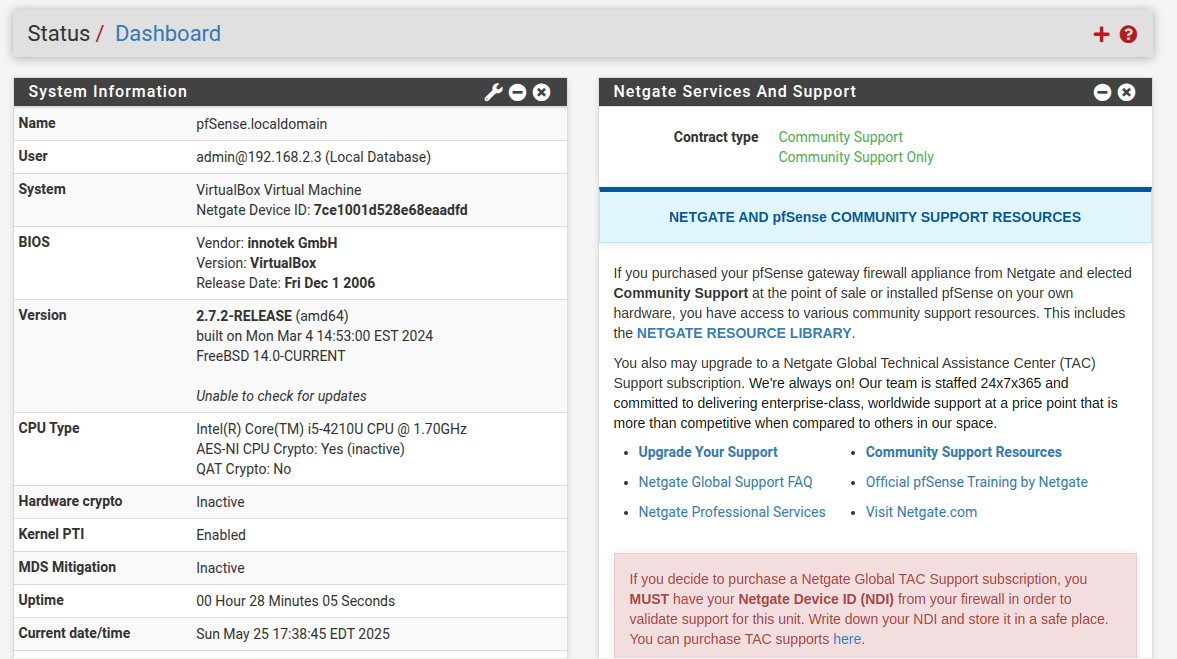 Status / Dashboard
System Information
Name pfSense.localdomain
User admin@192.168.2.3 (Local Database)
System VirtualBox Virtual Machine
Netgate Device ID: 7ce1001d528e68eaadfd
BIOS Vendor: innotek GmbH
Version: VirtualBox
Release Date: Fri Dec 1 2006
Version 2.7.2-RELEASE (amd64)
built on Mon Mar 4 14:53:00 EST 2024
FreeBSD 14.0-CURRENT
Unable to check for updates
CPU Type Intel(R) Core(TM) i5-4210U CPU @ 1.70GHz
AES-NI CPU Crypto: Yes (inactive)
QAT Crypto: No
Hardware crypto Inactive
Kernel PTI Enabled
MDS Mitigation Inactive
Uptime 00 Hour 28 Minutes 05 Seconds
Current date/time Sun May 25 17:38:45 EDT 2025
Netgate Services And Support
Contract type Community Support
Community Support Only
NETGATE AND pfSense COMMUNITY SUPPORT RESOURCES
If you purchased your pfSense gateway firewall appliance from Netgate and elected
Community Support at the point of sale or installed pfSense on your own
hardware, you have access to various community support resources. This includes
the NETGATE RESOURCE LIBRARY.
You also may upgrade to a Netgate Global Technical Assistance Center (TAC)
Support subscription. We're always on! Our team is staffed 24x7x365 and
committed to delivering enterprise-class, worldwide support at a price point that is
more than competitive when compared to others in our space.
• Upgrade Your Support • Community Support Resources
• Netgate Global Support FAQ • Official pfSense Training by Netgate
• Netgate Professional Services • Visit Netgate.com
If you decide to purchase a Netgate Global TAC Support subscription, you
MUST have your Netgate Device ID (NDI) from your firewall in order to
validate support for this unit. Write down your NDI and store it in a safe place.
You can purchase TAC supports here.